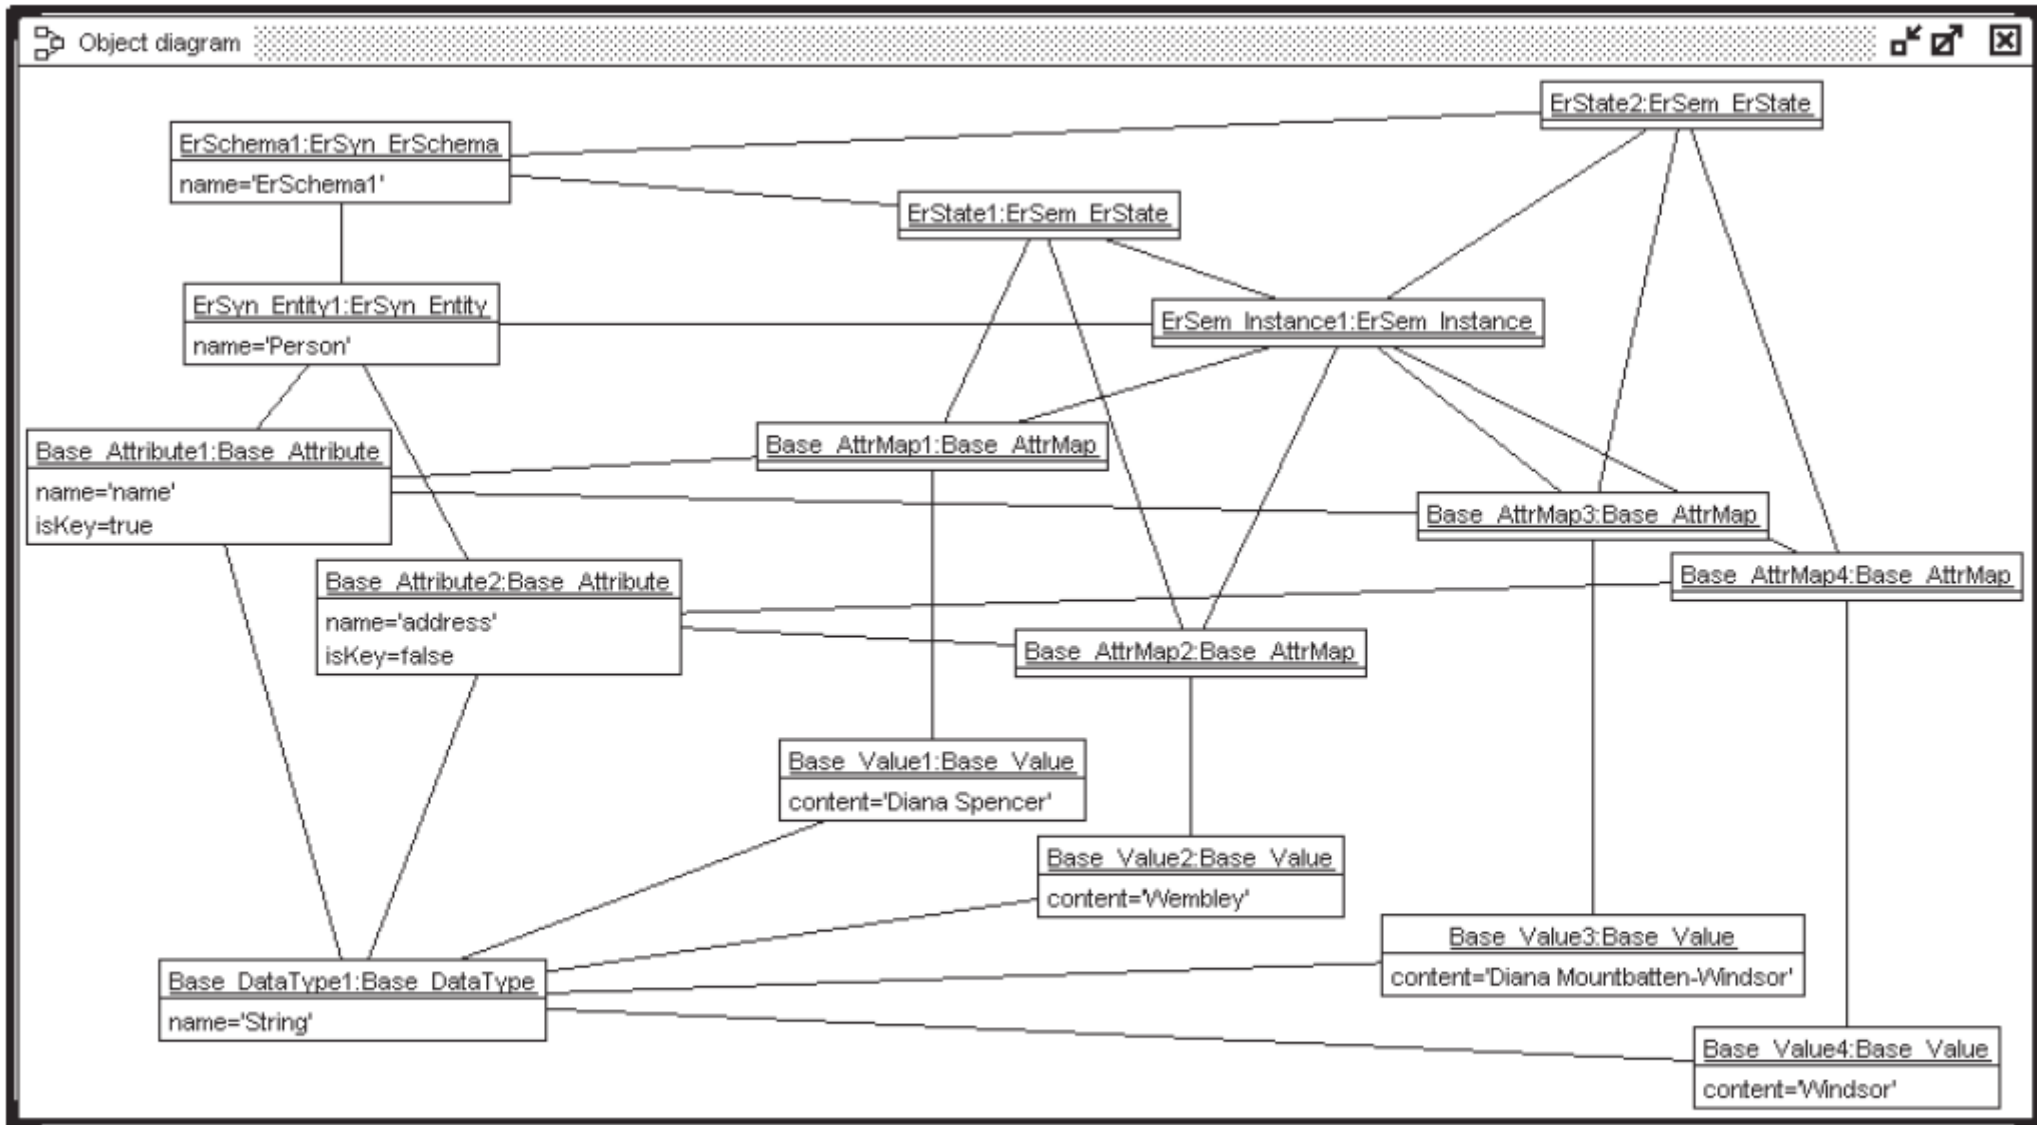 Object diagram
ErState2:ErSem_ErState
ErSchema1:ErSyn_ErSchema
name='ErSchema1'
ErState1:ErSem_ErState
ErSyn_Entity1:ErSyn_Entity
name='Person'
ErSem_Instance1:ErSem_Instance
Base_Attribute1:Base_Attribute
name='name'
isKey=true
Base_AttrMap1:Base_AttrMap
Base_AttrMap3:Base_AttrMap
Base_AttrMap4:Base_AttrMap
Base_Attribute2:Base_Attribute
name='address'
isKey=false
Base_AttrMap2:Base_AttrMap
Base_Value1:Base_Value
content='Diana Spencer'
Base_Value2:Base_Value
content='Wembley'
Base_Value3:Base_Value
content='Diana Mountbatten-Windsor'
Base_DataType1:Base_DataType
name='String'
Base_Value4:Base_Value
content='Windsor'